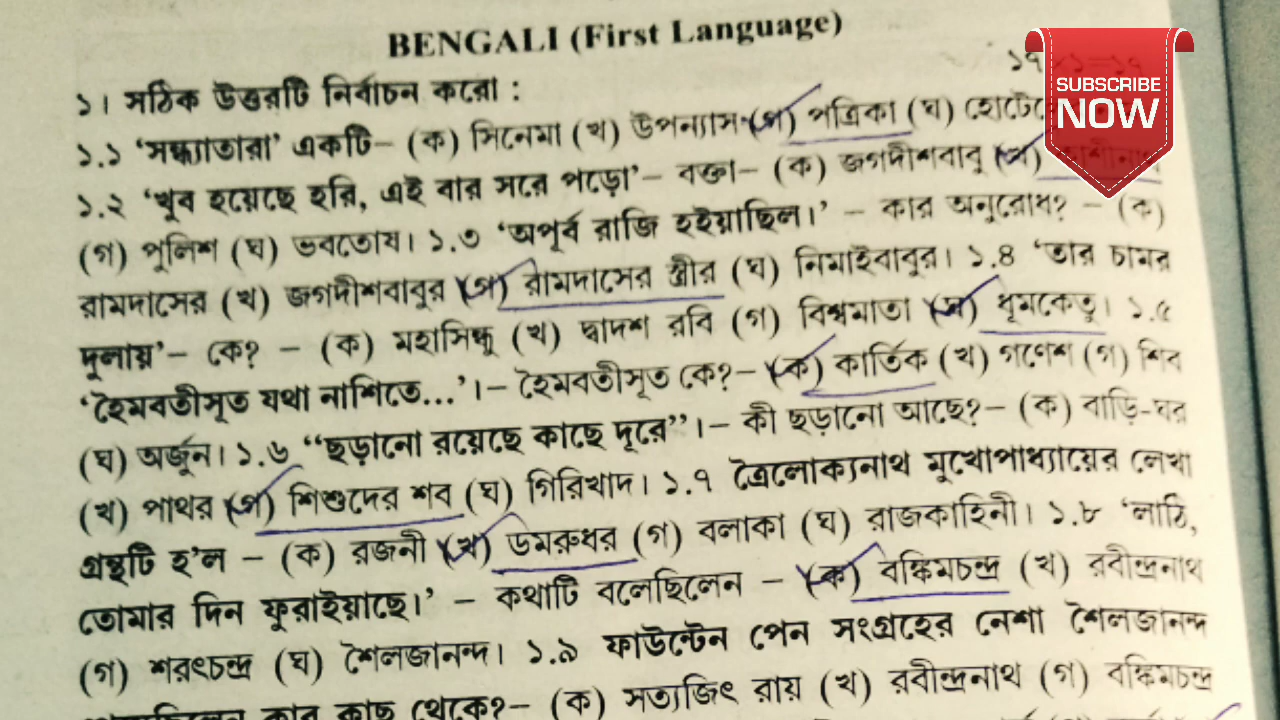 BENGALI (First Language)
১। সঠিক উত্তরটি নির্বাচন করো :
১.১ ‘সন্ধ্যাতারা’ একটি– (ক) সিনেমা (খ) উপন্যাস (গ) পত্রিকা (ঘ)
১.২ ‘খুব হয়েছে হরি, এই বার সরে পড়ো’– বক্তা– (ক) জগদীশবাবু (খ) কাশীনাথ
(গ) পুলিশ (ঘ) ভবতোষ। ১.৩ ‘অপূর্ব রাজি হইয়াছিল।’ – কার অনুরোধ? – (ক)
রামদাসের (খ) জগদীশবাবুর (গ) রামদাসের স্ত্রীর (ঘ) নিমাইবাবুর। ১.৪ ‘তার চামর
দুলায়’– কে? – (ক) মহাসিন্ধু (খ) দ্বাদশ রবি (গ) বিশ্বমাতা (ঘ) ধূমকেতু। ১.৫
‘হৈমবতীসূত যথা নাশিতে...’।– হৈমবতীসূত কে?– (ক) কার্তিক (খ) গণেশ (গ) শিব
(ঘ) অর্জুন। ১.৬ “ছড়ানো রয়েছে কাছে দূরে”।– কী ছড়ানো আছে?– (ক) বাড়ি-ঘর
(খ) পাথর (গ) শিশুদের শব (ঘ) গিরিখাদ। ১.৭ ত্রৈলোক্যনাথ মুখোপাধ্যায়ের লেখা
গ্রন্থটি হ’ল – (ক) রজনী (খ) ডমরুধর (গ) বলাকা (ঘ) রাজকাহিনী। ১.৮ ‘লাঠি,
তোমার দিন ফুরাইয়াছে।’ – কথাটি বলেছিলেন – (ক) বঙ্কিমচন্দ্র (খ) রবীন্দ্রনাথ
(গ) শরৎচন্দ্র (ঘ) শৈলজানন্দ। ১.৯ ফাউন্টেন পেন সংগ্রহের নেশা শৈলজানন্দ
কার কাছ থেকে?– (ক) সত্যজিৎ রায় (খ) রবীন্দ্রনাথ (গ) বঙ্কিমচন্দ্র
SUBSCRIBE
NOW